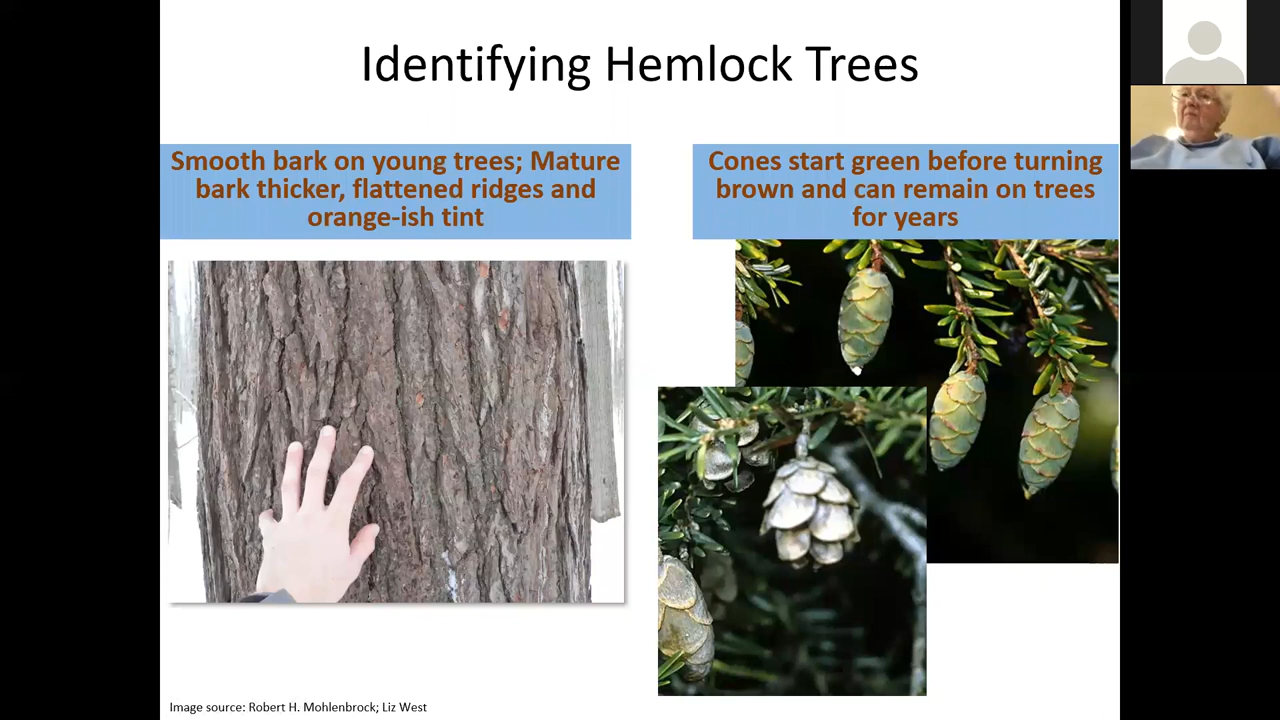 Identifying Hemlock Trees
Smooth bark on young trees; Mature
bark thicker, flattened ridges and
orange-ish tint
Cones start green before turning
brown and can remain on trees
for years
Image source: Robert H. Mohlenbrock; Liz West